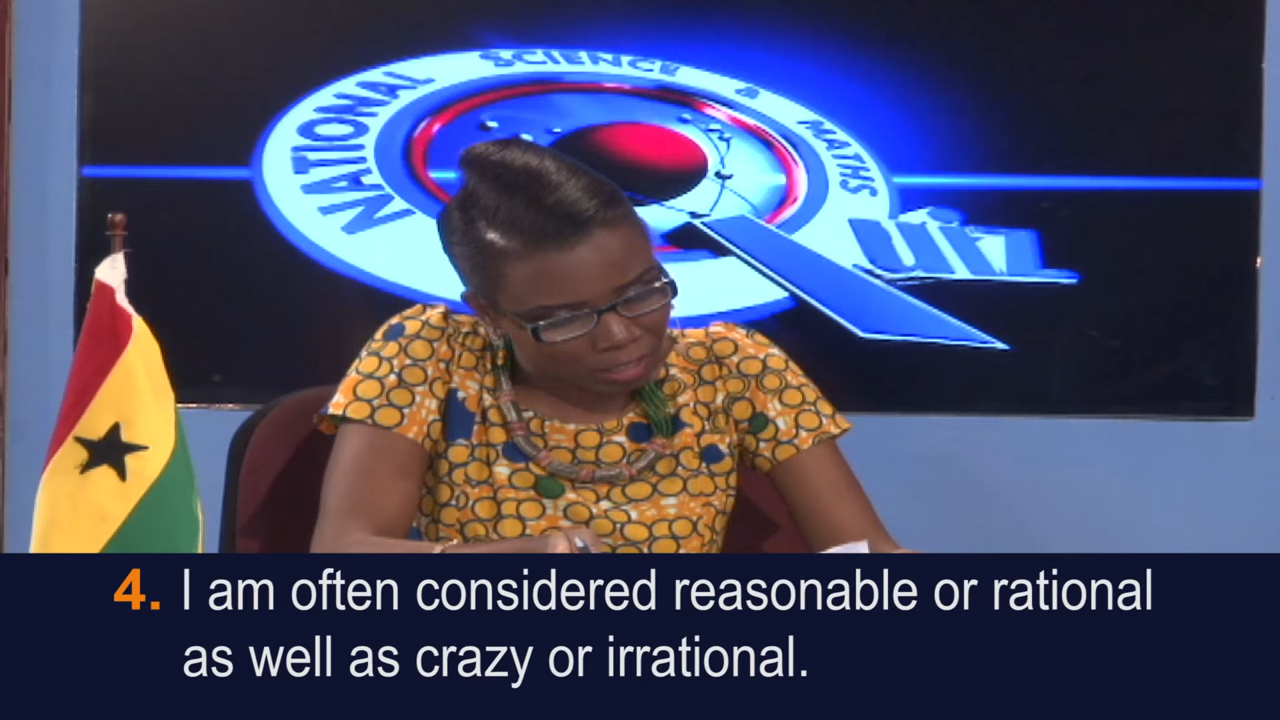 NATIONAL SCIENCE & MATHS
Quiz
4. I am often considered reasonable or rational
as well as crazy or irrational.